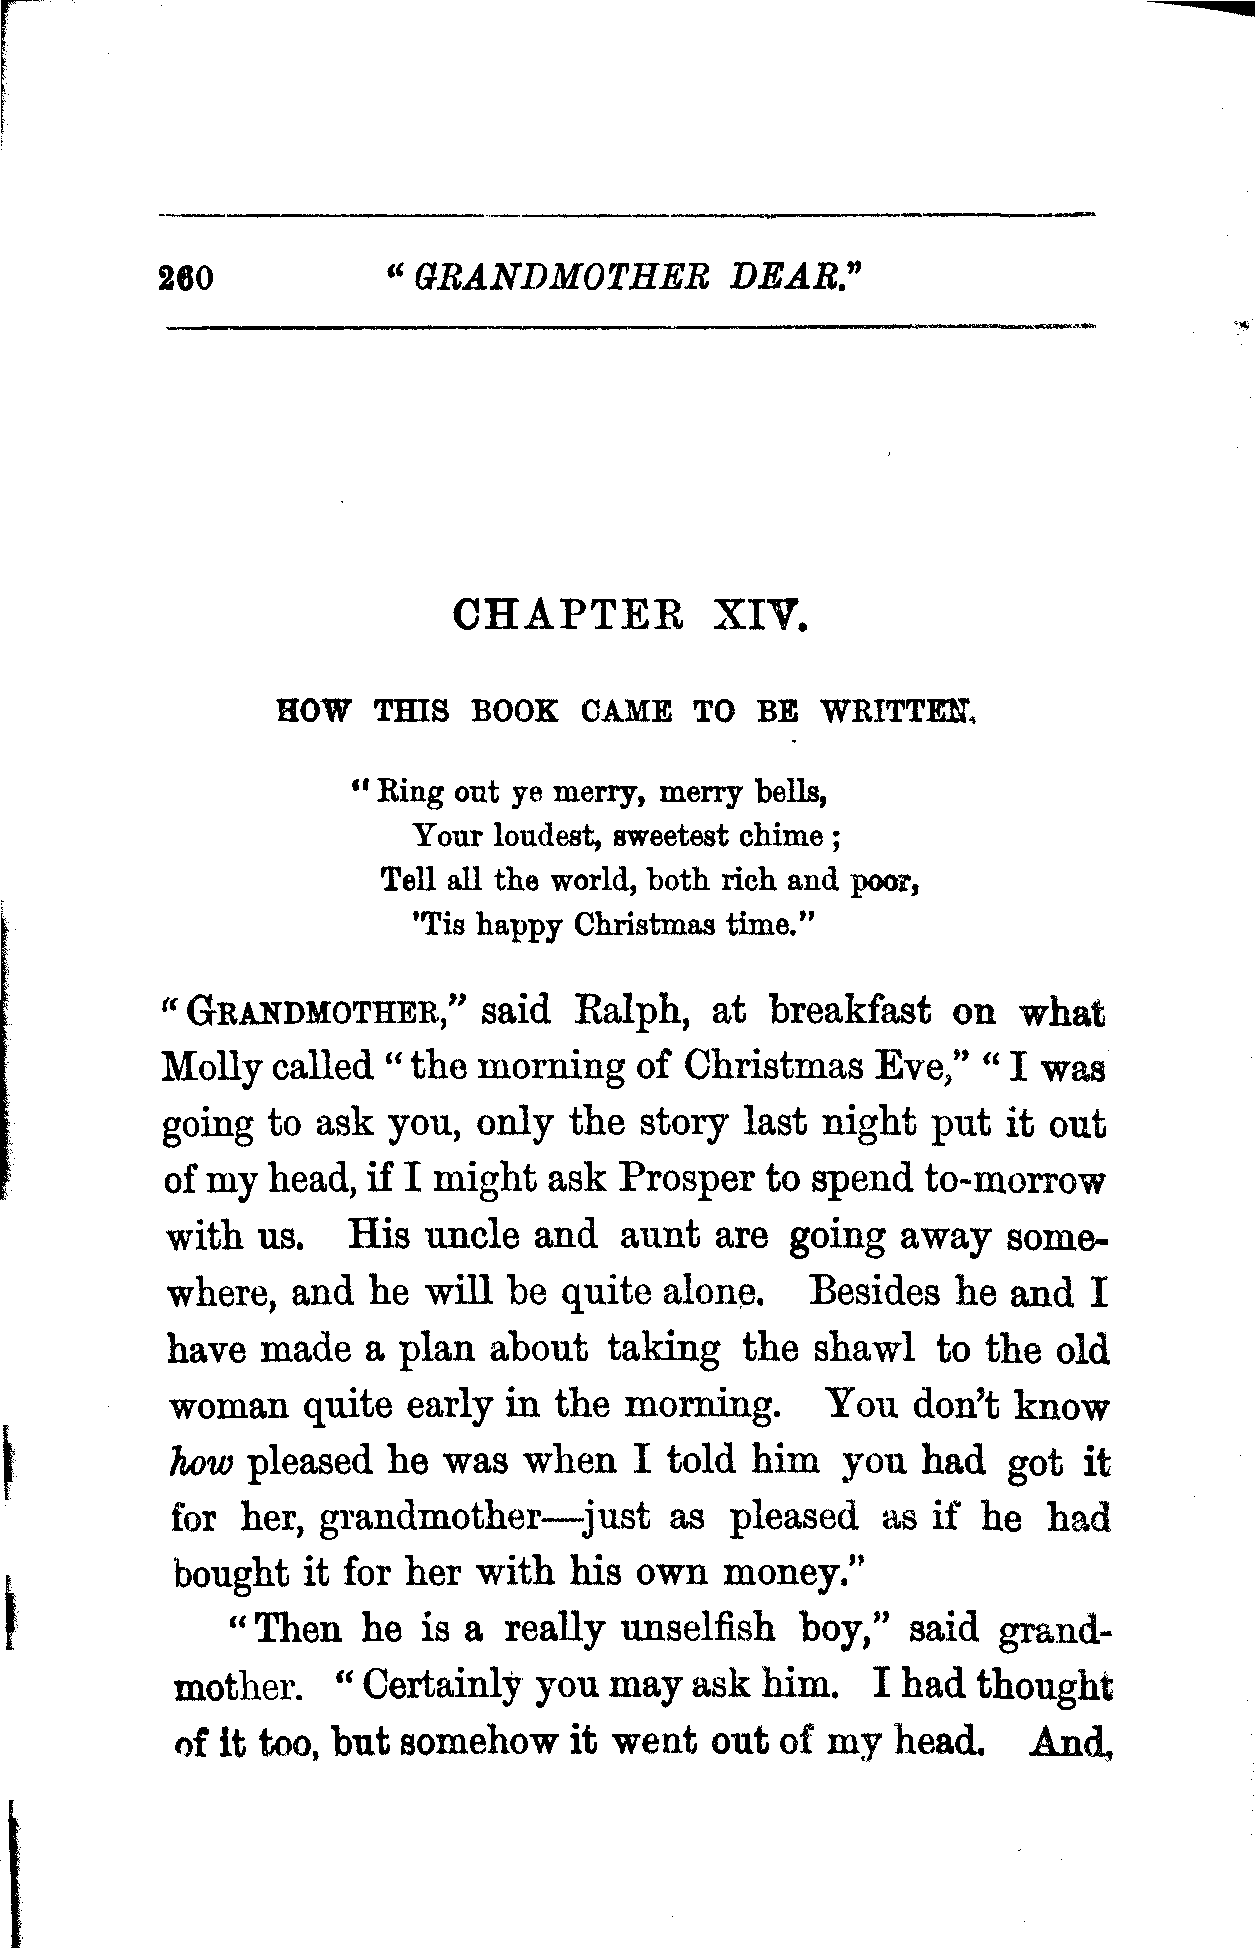 260 "GRANDMOTHER DEAR."
CHAPTER XIV.
HOW THIS BOOK CAME TO BE WRITTEN.
"Ring out ye merry, merry bells,
Your loudest, sweetest chime;
Tell all the world, both rich and poor,
'Tis happy Christmas time."
"GRANDMOTHER," said Ralph, at breakfast on what
Molly called "the morning of Christmas Eve," "I was
going to ask you, only the story last night put it out
of my head, if I might ask Prosper to spend to-morrow
with us. His uncle and aunt are going away some-
where, and he will be quite alone. Besides he and I
have made a plan about taking the shawl to the old
woman quite early in the morning. You don't know
how pleased he was when I told him you had got it
for her, grandmother—just as pleased as if he had
bought it for her with his own money."
"Then he is a really unselfish boy," said grand-
mother. "Certainly you may ask him. I had thought
of it too, but somehow it went out of my head. And,